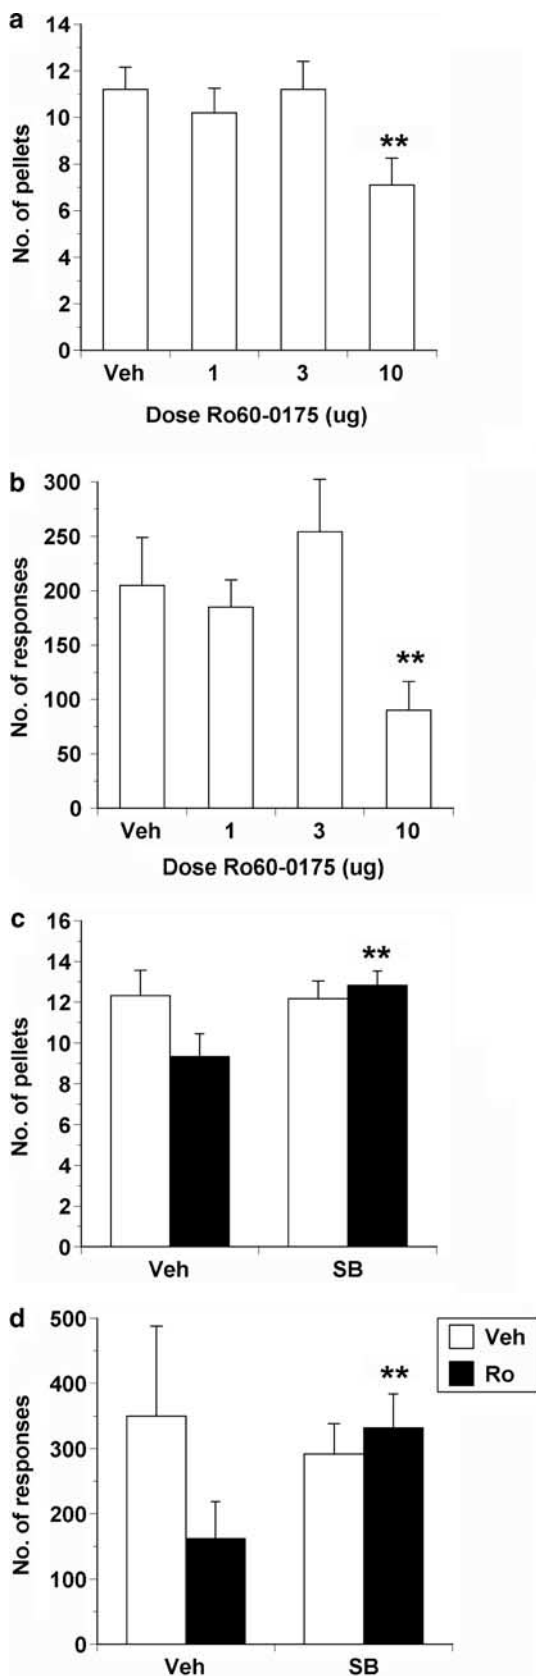 a
14
12
10
8
6
4
2
0
No. of pellets
**
Veh 1 3 10
Dose Ro60-0175 (ug)
b
300
250
200
150
100
50
0
No. of responses
**
Veh 1 3 10
Dose Ro60-0175 (ug)
c
16
14
12
10
8
6
4
2
0
No. of pellets
**
Veh SB
d
500
400
300
200
100
0
No. of responses
**
Veh
Ro
Veh SB